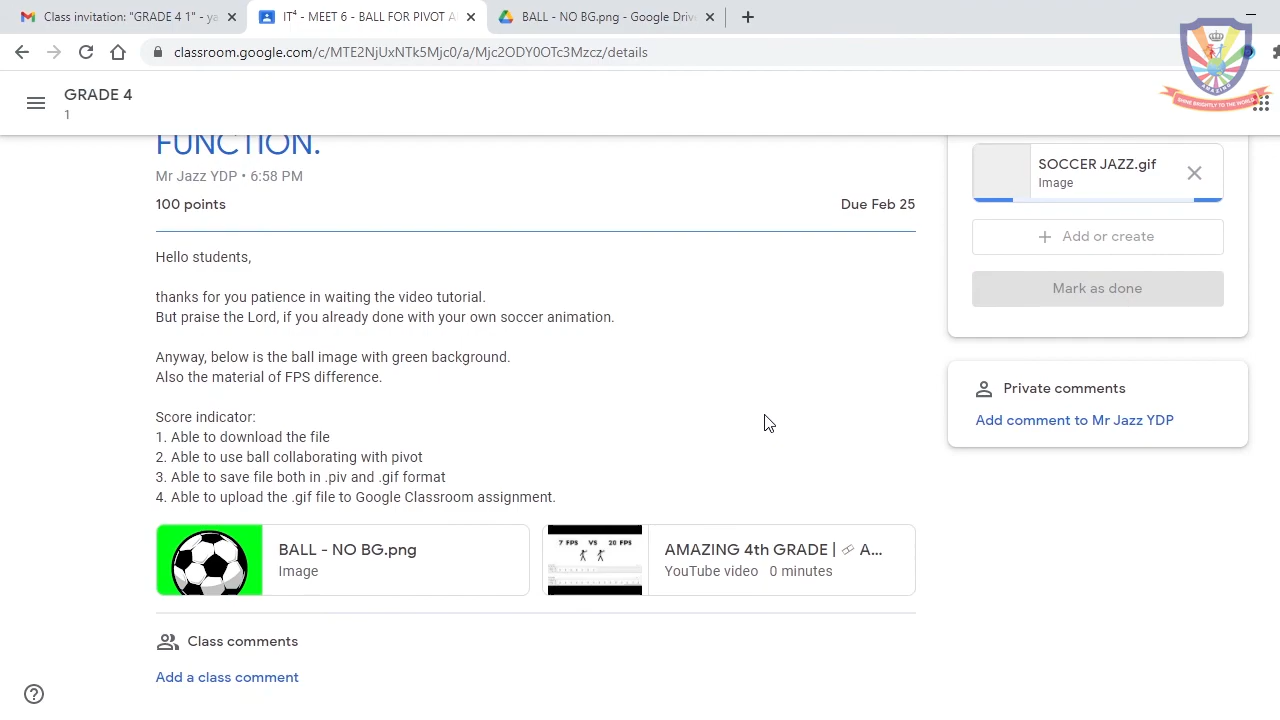 Class invitation: "GRADE 4 1" - ya
IT⁴ - MEET 6 - BALL FOR PIVOT A
BALL - NO BG.png - Google Driv
classroom.google.com/c/MTE2NjUxNTk5Mjc0/a/Mjc2ODY0OTc3Mzcz/details
AMAZING
SHINE BRIGHTLY TO THE WORLD
GRADE 4
1
FUNCTION.
Mr Jazz YDP • 6:58 PM
100 points
Due Feb 25
SOCCER JAZZ.gif
Image
Add or create
Mark as done
Hello students,
thanks for you patience in waiting the video tutorial.
But praise the Lord, if you already done with your own soccer animation.
Anyway, below is the ball image with green background.
Also the material of FPS difference.
Score indicator:
1. Able to download the file
2. Able to use ball collaborating with pivot
3. Able to save file both in .piv and .gif format
4. Able to upload the .gif file to Google Classroom assignment.
Private comments
Add comment to Mr Jazz YDP
BALL - NO BG.png
Image
7 FPS VS 20 FPS
AMAZING 4th GRADE | A...
YouTube video 0 minutes
Class comments
Add a class comment